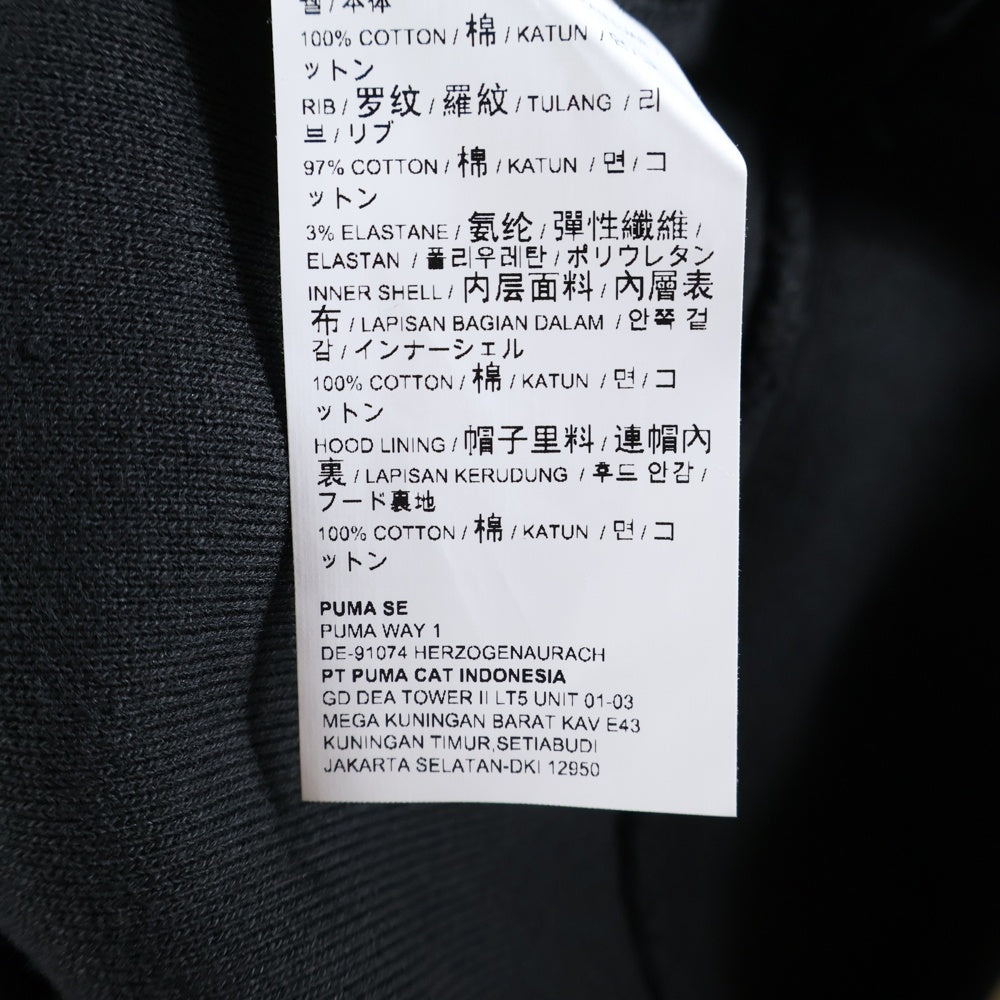 쉘/本体
100% COTTON / 棉 / KATUN /
ットン
RIB / 罗纹 / 羅紋 / TULANG / 리
브 / リブ
97% COTTON / 棉 / KATUN / 면 / コ
ットン
3% ELASTANE / 氨纶 / 彈性纖維 /
ELASTAN / 폴리우레탄 / ポリウレタン
INNER SHELL / 内层面料 / 內層表
布 / LAPISAN BAGIAN DALAM / 안쪽 겉
감 / インナーシェル
100% COTTON / 棉 / KATUN / 면 / コ
ットン
HOOD LINING / 帽子里料 / 連帽內
裏 / LAPISAN KERUDUNG / 후드 안감 /
フード裏地
100% COTTON / 棉 / KATUN / 면 / コ
ットン
PUMA SE
PUMA WAY 1
DE-91074 HERZOGENAURACH
PT PUMA CAT INDONESIA
GD DEA TOWER II LT5 UNIT 01-03
MEGA KUNINGAN BARAT KAV E43
KUNINGAN TIMUR,SETIABUDI
JAKARTA SELATAN-DKI 12950